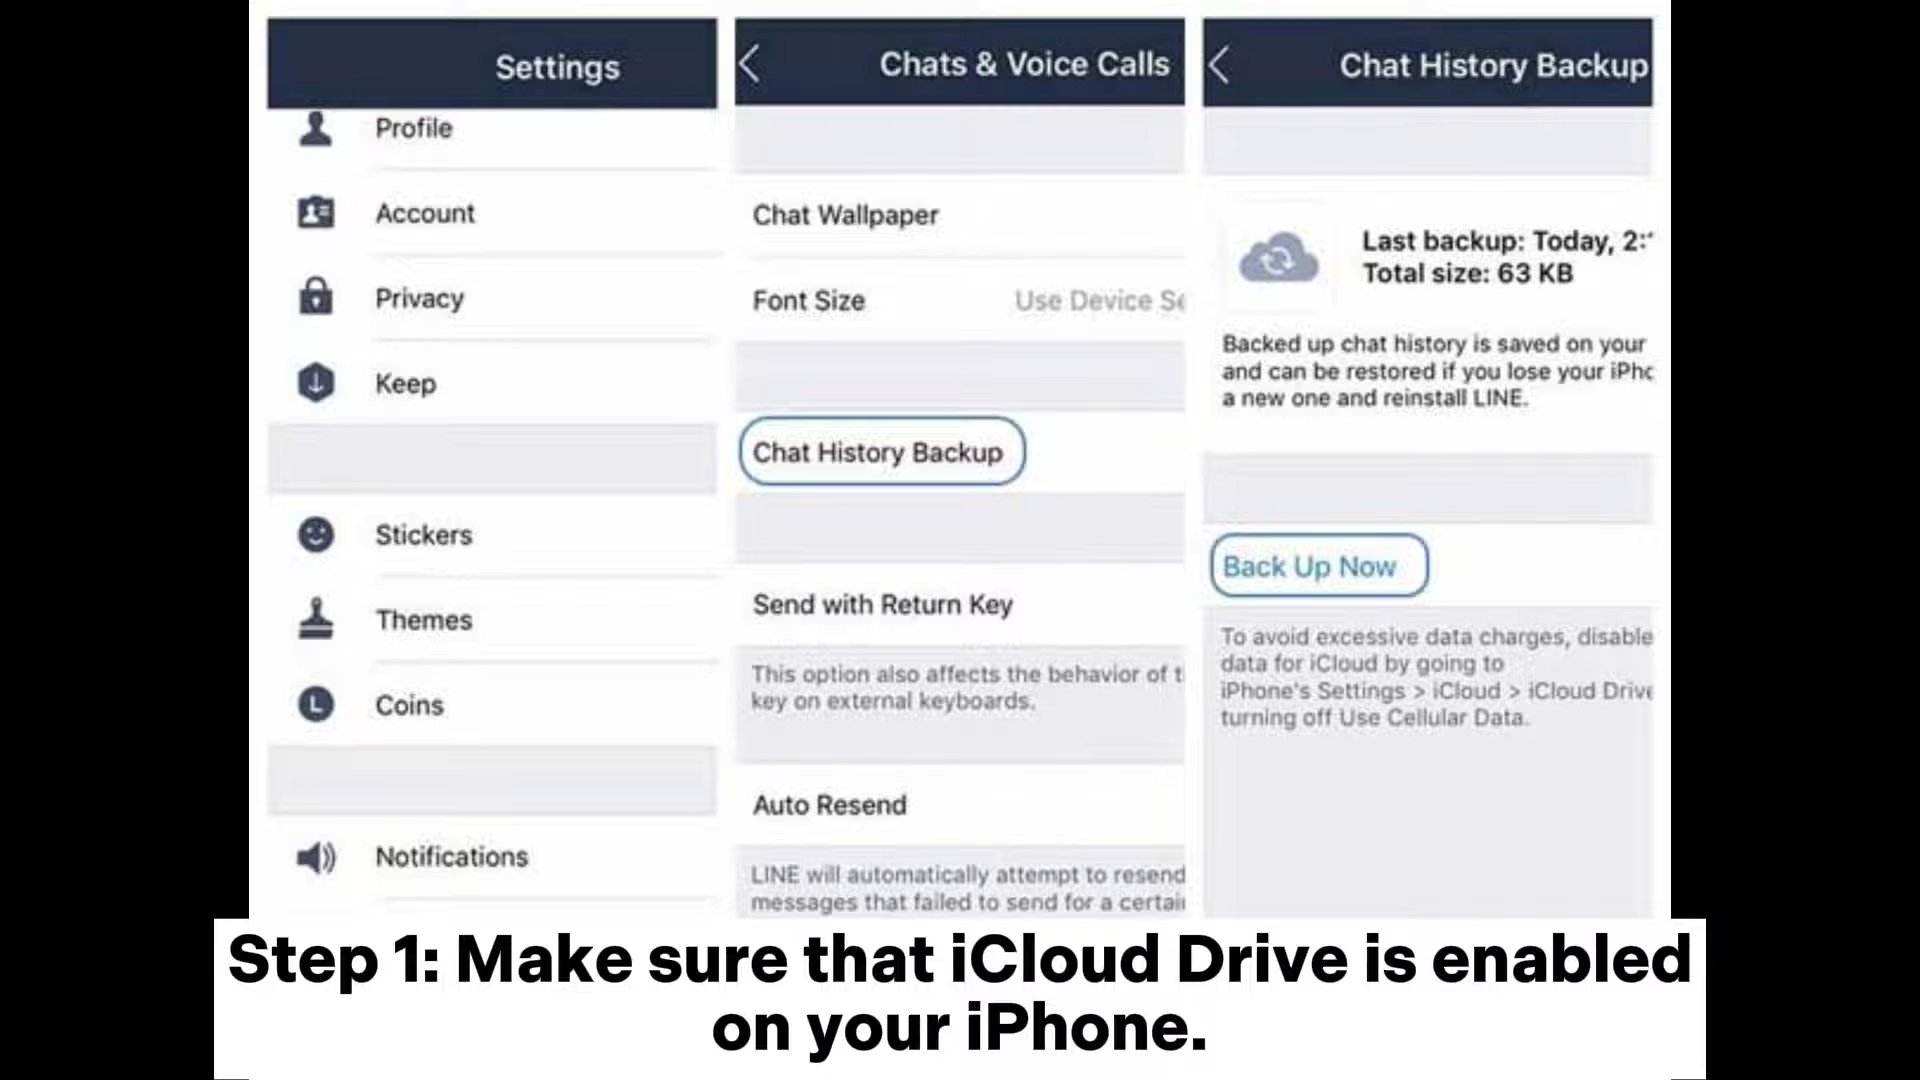 Settings
Profile
Account
Privacy
Keep
Stickers
Themes
Coins
Notifications
Chats & Voice Calls
Chat Wallpaper
Font Size Use Device
Chat History Backup
Send with Return Key
This option also affects the behavior of
key on external keyboards.
Auto Resend
LINE will automatically attempt to resend
messages that failed to send for a
Chat History Backup
Last backup: Today, 2:
Total size: 63 KB
Backed up chat history is saved on your
and can be restored if you lose your
a new one and reinstall LINE.
Back Up Now
To avoid excessive data charges, disable
data for iCloud by going to
iPhone's Settings > iCloud > iCloud Drive
turning off Use Cellular Data.
Step 1: Make sure that iCloud Drive is enabled
on your iPhone.